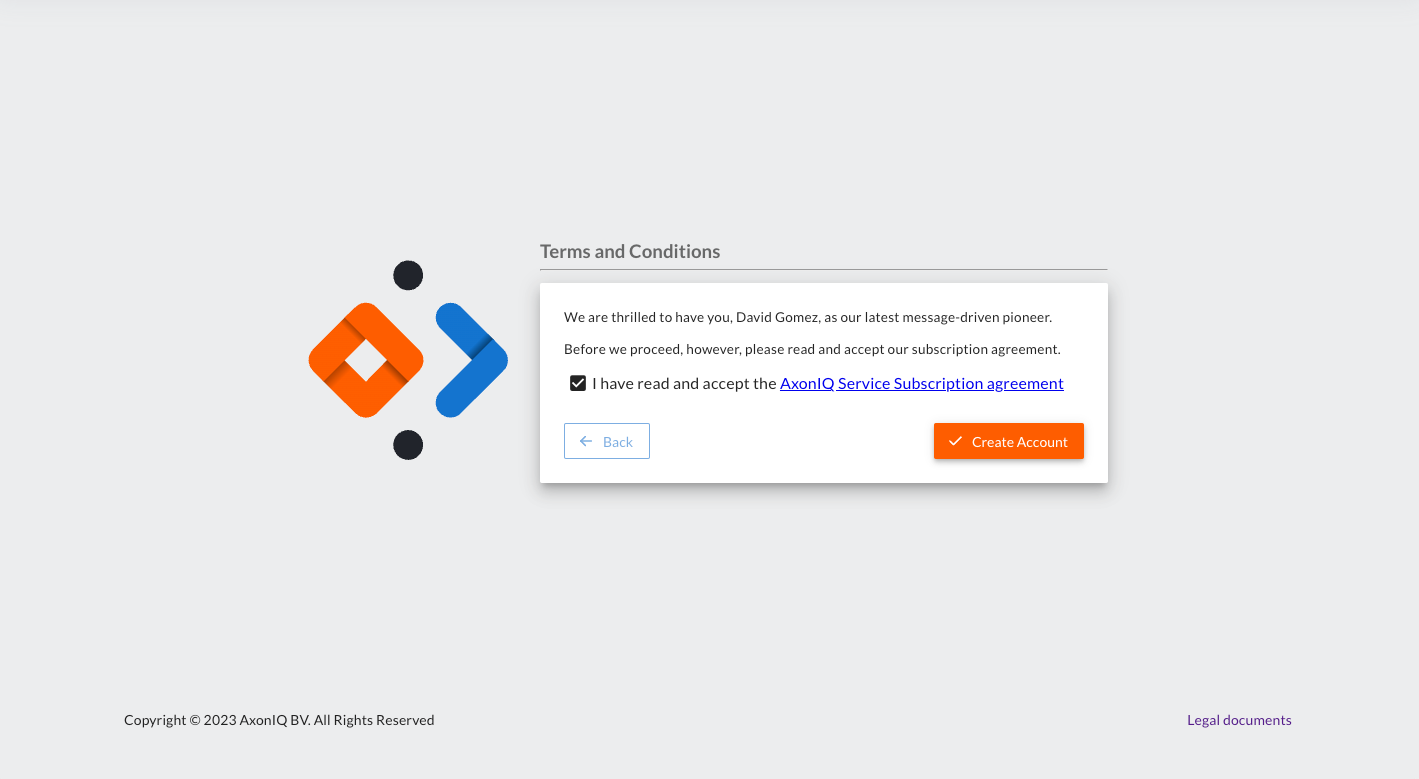 Terms and Conditions
We are thrilled to have you, David Gomez, as our latest message-driven pioneer.
Before we proceed, however, please read and accept our subscription agreement.
I have read and accept the AxonIQ Service Subscription agreement
Back
Create Account
Copyright © 2023 AxonIQ BV. All Rights Reserved
Legal documents